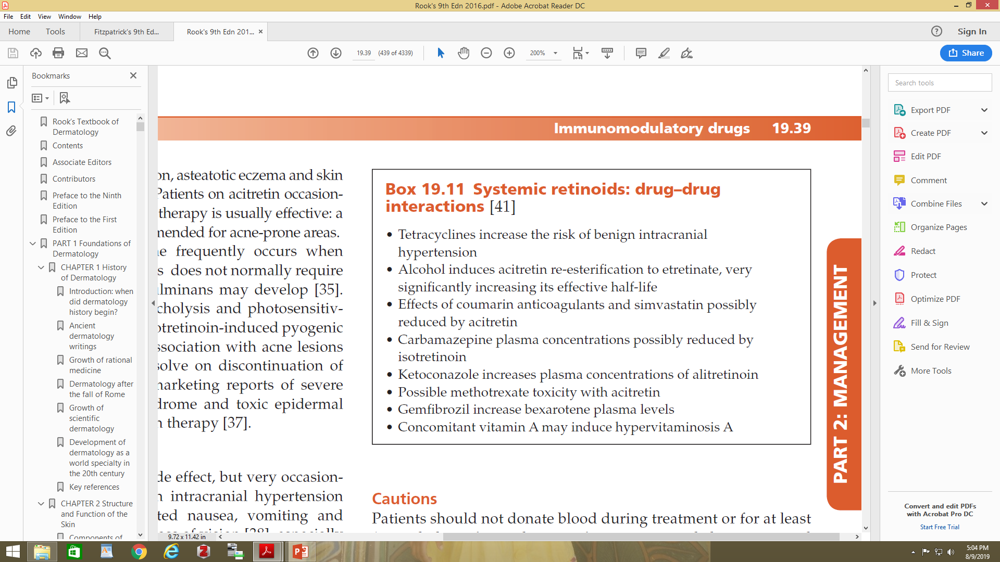 Rook's 9th Edn 2016.pdf - Adobe Acrobat Reader DC
File Edit View Window Help
Home Tools Fitzpatrick's 9th Ed... Rook's 9th Edn 201... Sign In
19.39 (439 of 4339) 200% Share
Bookmarks
Rook's Textbook of
Dermatology
Contents
Associate Editors
Contributors
Preface to the Ninth
Edition
Preface to the First
Edition
PART 1 Foundations of
Dermatology
CHAPTER 1 History
of Dermatology
Introduction: when
did dermatology
history begin?
Ancient
dermatology
writings
Growth of rational
medicine
Dermatology after
the fall of Rome
Growth of
scientific
dermatology
Development of
dermatology as a
world specialty in
the 20th century
Key references
CHAPTER 2 Structure
and Function of the
Skin
Components of
Immunomodulatory drugs 19.39
on, asteatotic eczema and skin
Patients on acitretin occasion-
therapy is usually effective: a
mended for acne-prone areas.
ne frequently occurs when
s does not normally require
ulminans may develop [35].
cholysis and photosensitiv-
otretinoin-induced pyogenic
ssociation with acne lesions
solve on discontinuation of
marketing reports of severe
drome and toxic epidermal
n therapy [37].
de effect, but very occasion-
n intracranial hypertension
ted nausea, vomiting and
of vision [38], especially
Box 19.11 Systemic retinoids: drug–drug
interactions [41]
• Tetracyclines increase the risk of benign intracranial
hypertension
• Alcohol induces acitretin re-esterification to etretinate, very
significantly increasing its effective half-life
• Effects of coumarin anticoagulants and simvastatin possibly
reduced by acitretin
• Carbamazepine plasma concentrations possibly reduced by
isotretinoin
• Ketoconazole increases plasma concentrations of alitretinoin
• Possible methotrexate toxicity with acitretin
• Gemfibrozil increase bexarotene plasma levels
• Concomitant vitamin A may induce hypervitaminosis A
Cautions
Patients should not donate blood during treatment or for at least
PART 2: MANAGEMENT
9.72 x 11.42 in
Search tools
Export PDF
Create PDF
Edit PDF
Comment
Combine Files
Organize Pages
Redact
Protect
Optimize PDF
Fill & Sign
Send for Review
More Tools
Convert and edit PDFs
with Acrobat Pro DC
Start Free Trial
5:04 PM
8/9/2019